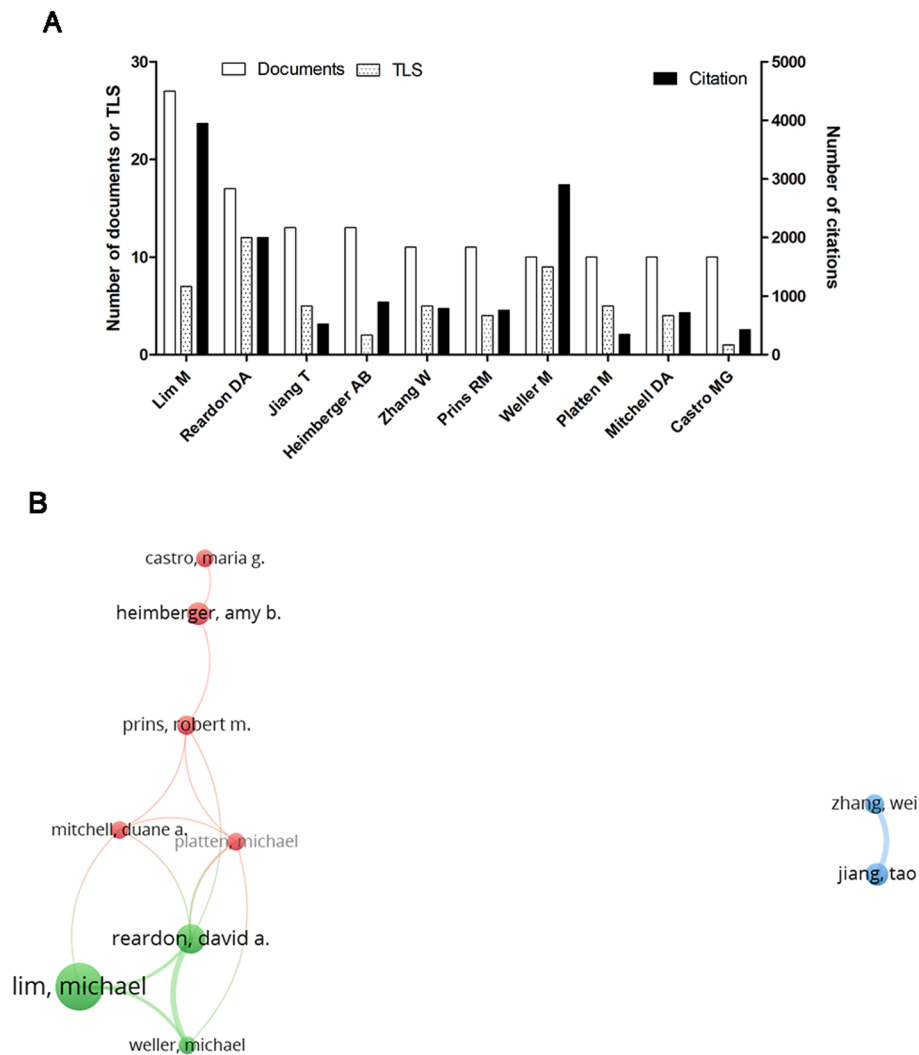 A
Documents
TLS
Citation
Number of documents or TLS
30
20
10
0
Number of citations
5000
4000
3000
2000
1000
0
Lim M
Reardon DA
Jiang T
Heimberger AB
Zhang W
Prins RM
Weller M
Platten M
Mitchell DA
Castro MG
B
castro, maria g.
heimberger, amy b.
prins, robert m.
mitchell, duane a.
platten, michael
reardon, david a.
lim, michael
weller, michael
zhang, wei
jiang, tao